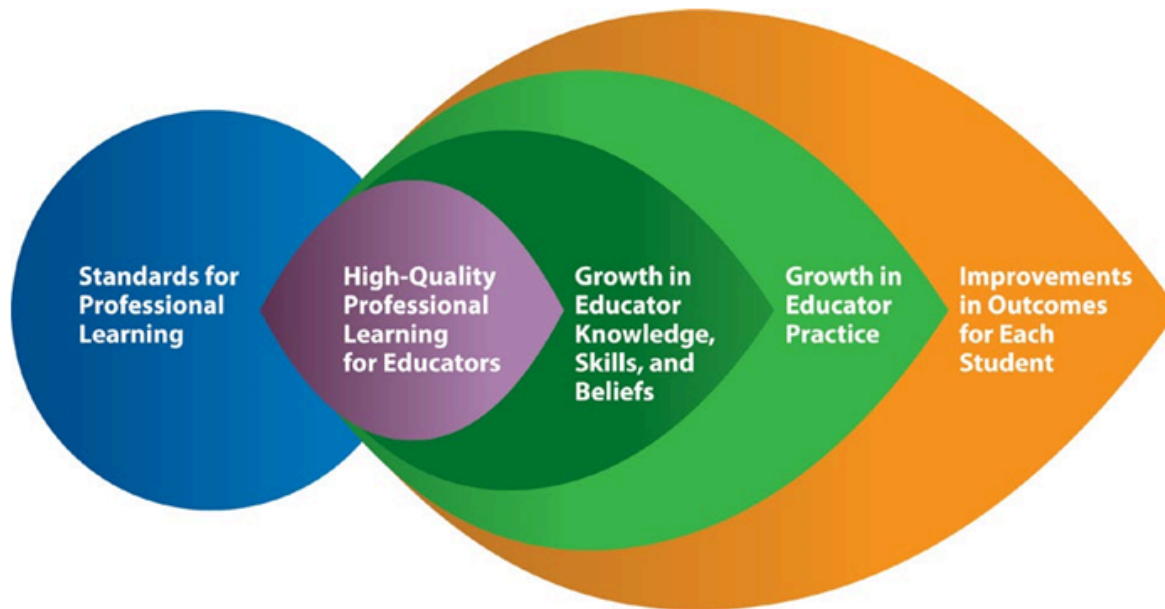 Standards for
Professional
Learning
High-Quality
Professional
Learning
for Educators
Growth in
Educator
Knowledge,
Skills, and
Beliefs
Growth in
Educator
Practice
Improvements
in Outcomes
for Each
Student